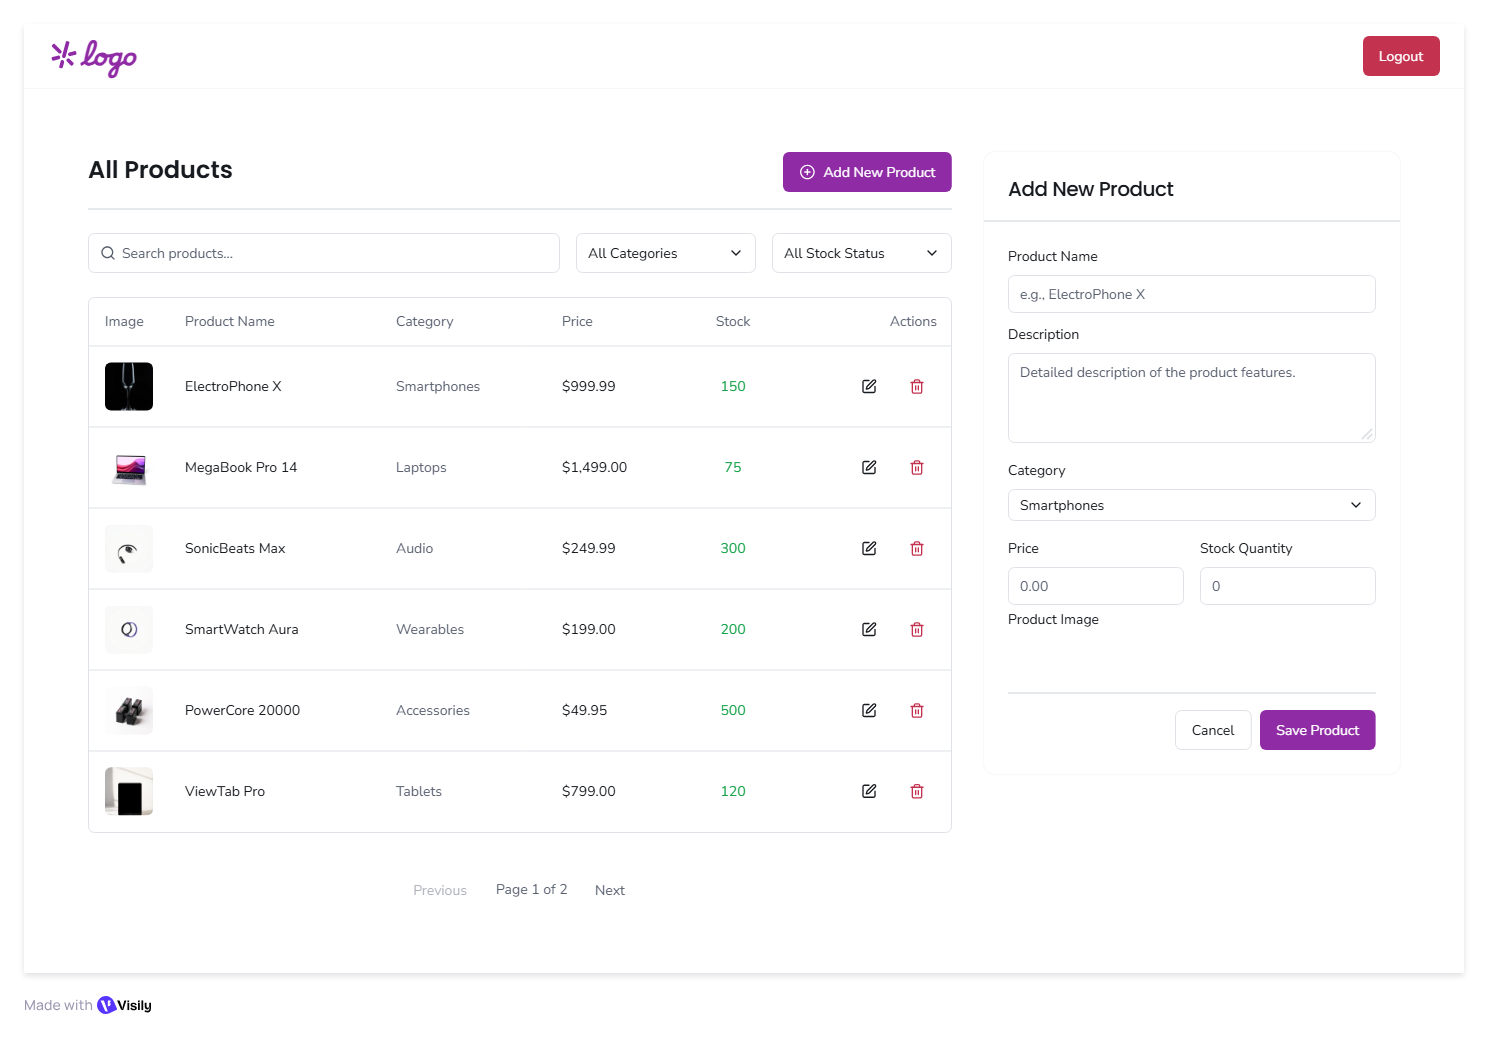 logo
Logout
All Products
Add New Product
Search products...
All Categories
All Stock Status
Image Product Name Category Price Stock Actions
ElectroPhone X Smartphones $999.99 150
MegaBook Pro 14 Laptops $1,499.00 75
SonicBeats Max Audio $249.99 300
SmartWatch Aura Wearables $199.00 200
PowerCore 20000 Accessories $49.95 500
ViewTab Pro Tablets $799.00 120
Previous Page 1 of 2 Next
Add New Product
Product Name
e.g., ElectroPhone X
Description
Detailed description of the product features.
Category
Smartphones
Price Stock Quantity
0.00 0
Product Image
Cancel Save Product
Made with Visily